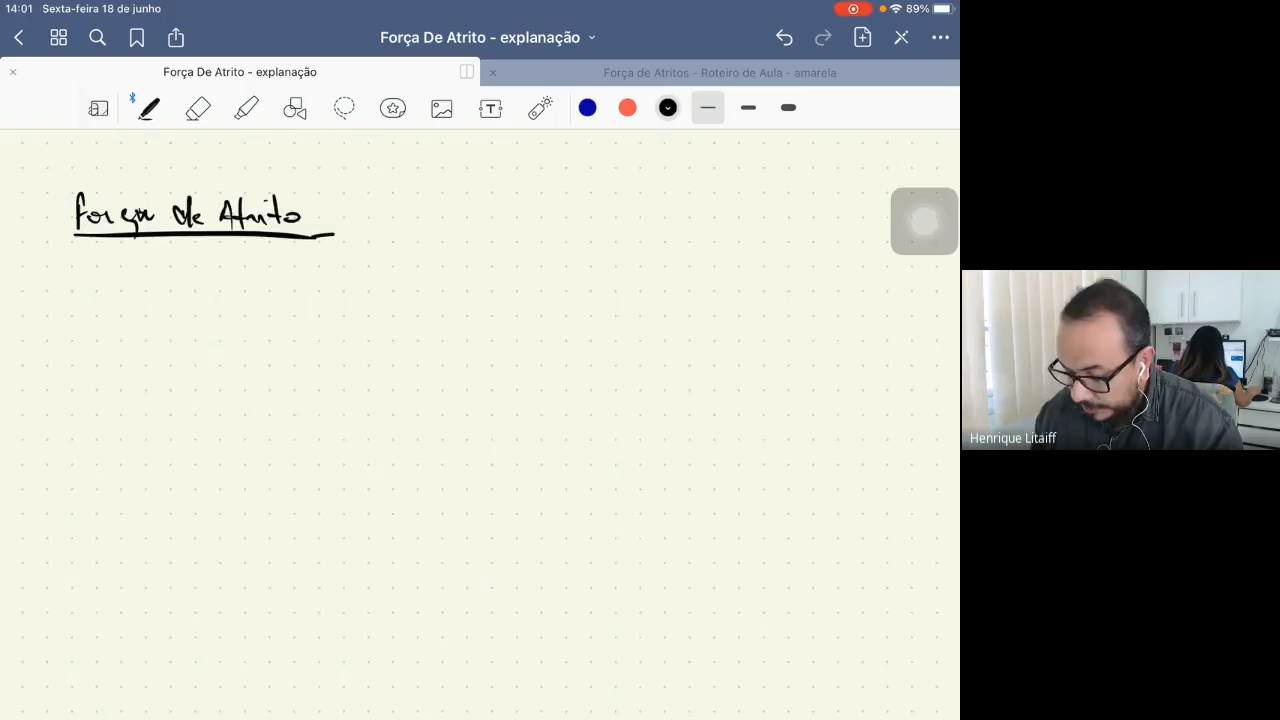 14:01 Sexta-feira 18 de junho 89%
Força De Atrito - explanação
Força De Atrito - explanação
Força de Atritos - Roteiro de Aula - amarela
T
Força de Atrito
Henrique Litaiff